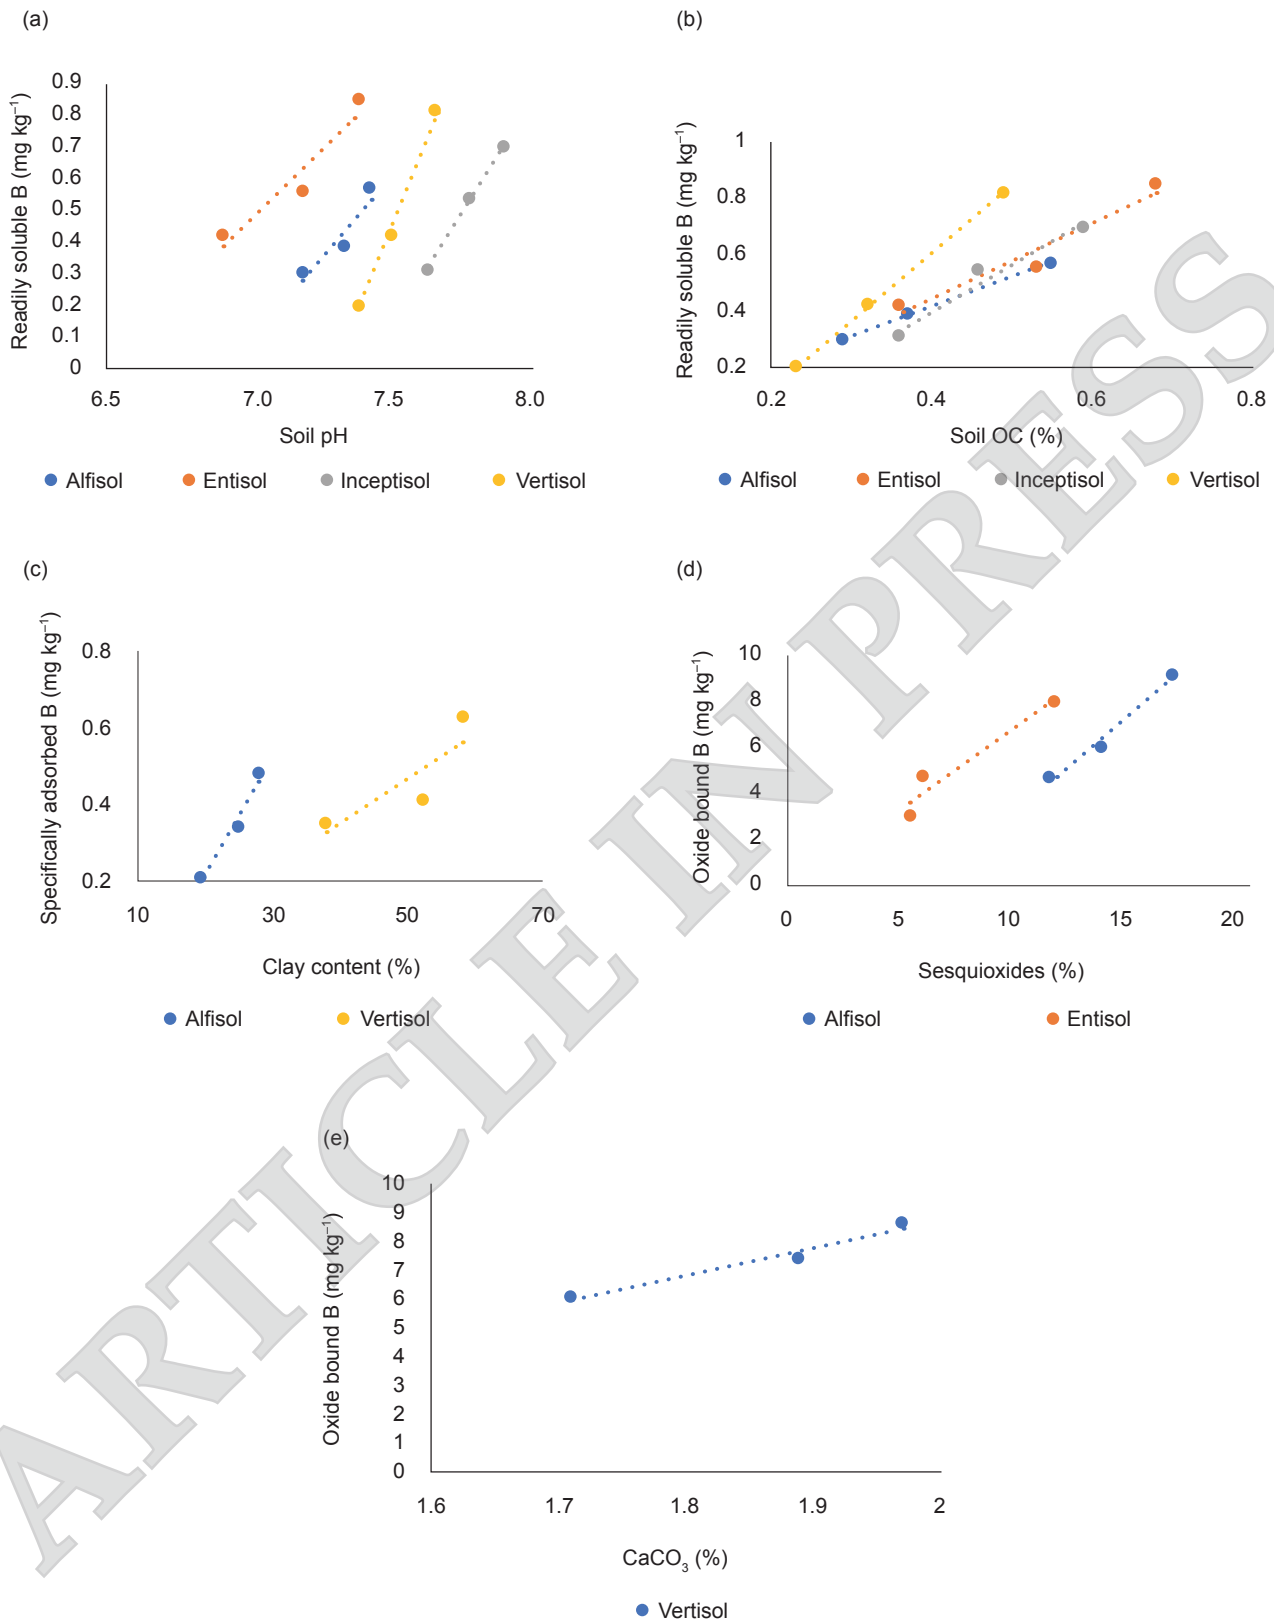 (a)
Readily soluble B (mg kg⁻¹)
0.9
0.8
0.7
0.6
0.5
0.4
0.3
0.2
0.1
0
6.5 7.0 7.5 8.0
Soil pH
Alfisol Entisol Inceptisol Vertisol
(b)
Readily soluble B (mg kg⁻¹)
1
0.8
0.6
0.4
0.2
0.2 0.4 0.6 0.8
Soil OC (%)
Alfisol Entisol Inceptisol Vertisol
(c)
Specifically adsorbed B (mg kg⁻¹)
0.8
0.6
0.4
0.2
10 30 50 70
Clay content (%)
Alfisol Vertisol
(d)
Oxide bound B (mg kg⁻¹)
10
8
6
4
2
0
0 5 10 15 20
Sesquioxides (%)
Alfisol Entisol
(e)
Oxide bound B (mg kg⁻¹)
10
9
8
7
6
5
4
3
2
1
0
1.6 1.7 1.8 1.9 2
CaCO₃ (%)
Vertisol
ARTICLE IN PRESS